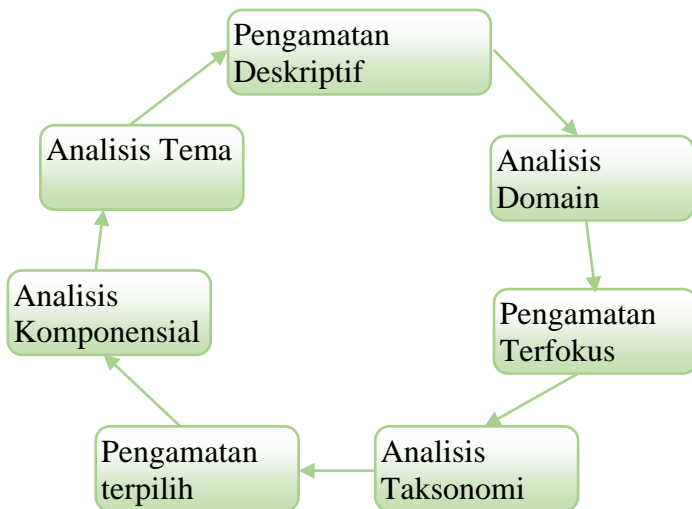 Pengamatan
Deskriptif
Analisis
Domain
Pengamatan
Terfokus
Analisis
Taksonomi
Pengamatan
terpilih
Analisis
Komponensial
Analisis Tema